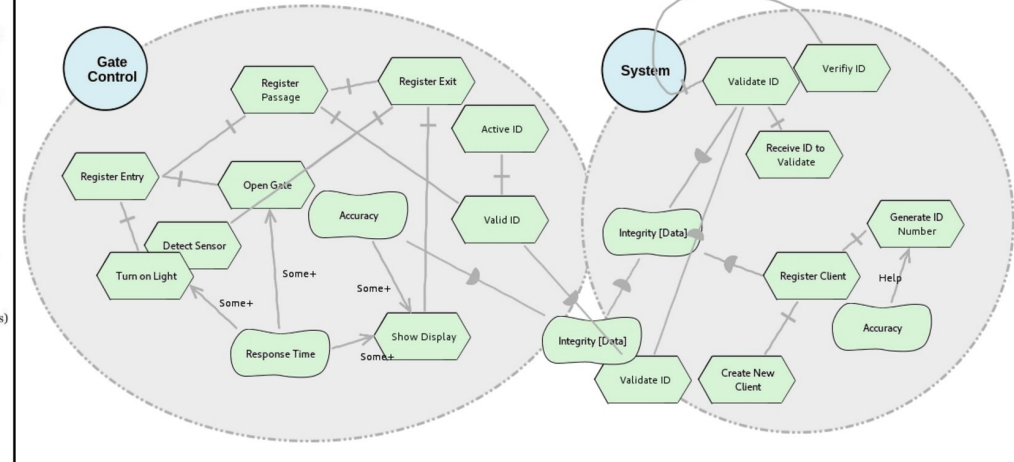 Gate
Control
Register
Passage
Register Exit
Active ID
Register Entry
Open Gate
Accuracy
Valid ID
Detect Sensor
Turn on Light
Some+
Some+
Some+
Response Time
Show Display
Some+
System
Validate ID
Verifiy ID
Receive ID to
Validate
Integrity [Data]
Generate ID
Number
Register Client
Help
Accuracy
Integrity [Data]
Validate ID
Create New
Client
s)